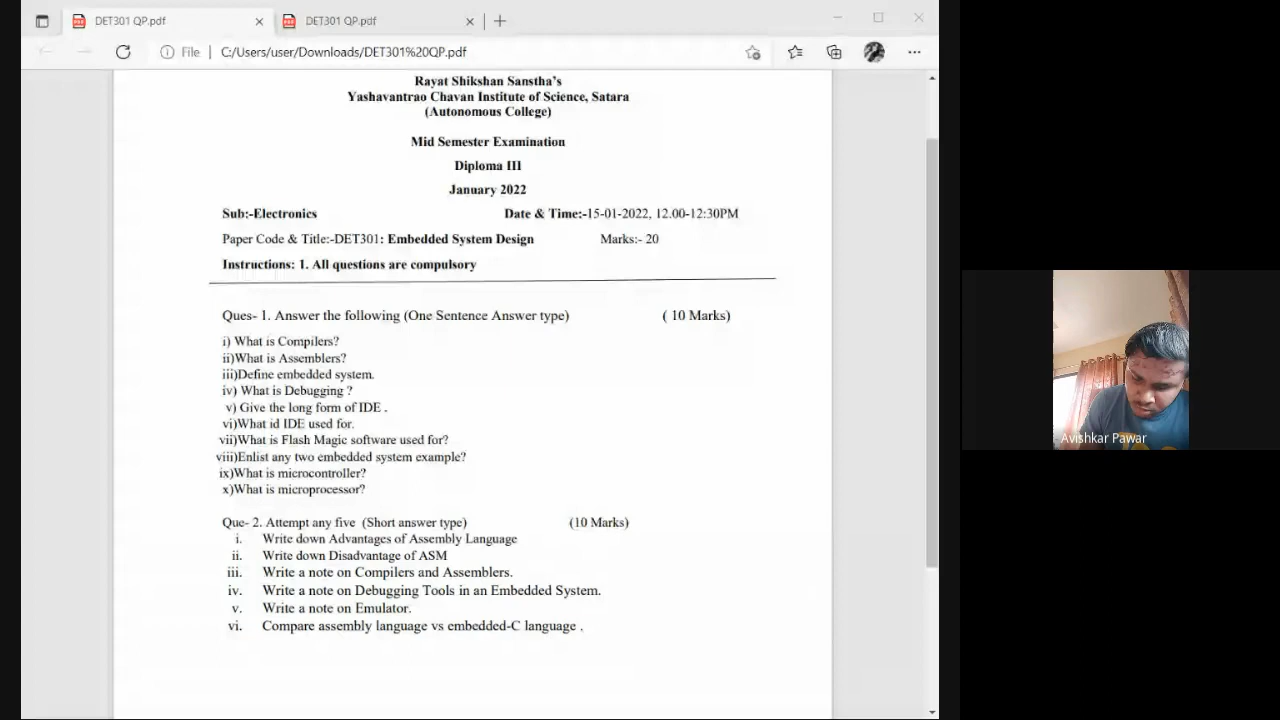 DET301 QP.pdf
DET301 QP.pdf
File
C:/Users/user/Downloads/DET301%20QP.pdf
Rayat Shikshan Sanstha's
Yashavantrao Chavan Institute of Science, Satara
(Autonomous College)
Mid Semester Examination
Diploma III
January 2022
Sub:-Electronics Date & Time:-15-01-2022, 12.00-12:30PM
Paper Code & Title:-DET301: Embedded System Design Marks:- 20
Instructions: 1. All questions are compulsory
Ques- 1. Answer the following (One Sentence Answer type) ( 10 Marks)
i) What is Compilers?
ii)What is Assemblers?
iii)Define embedded system.
iv) What is Debugging ?
v) Give the long form of IDE .
vi)What id IDE used for.
vii)What is Flash Magic software used for?
viii)Enlist any two embedded system example?
ix)What is microcontroller?
x)What is microprocessor?
Que- 2. Attempt any five (Short answer type) (10 Marks)
i. Write down Advantages of Assembly Language
ii. Write down Disadvantage of ASM
iii. Write a note on Compilers and Assemblers.
iv. Write a note on Debugging Tools in an Embedded System.
v. Write a note on Emulator.
vi. Compare assembly language vs embedded-C language .
Avishkar Pawar